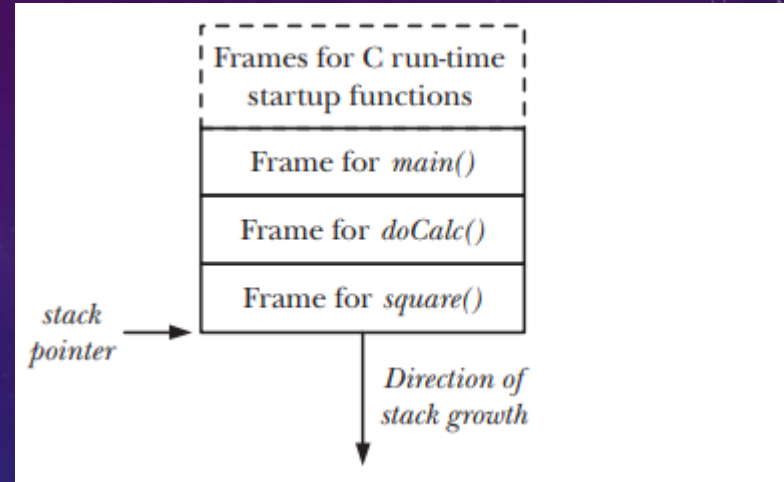 Frames for C run-time
startup functions
Frame for main()
Frame for doCalc()
Frame for square()
stack
pointer
Direction of
stack growth